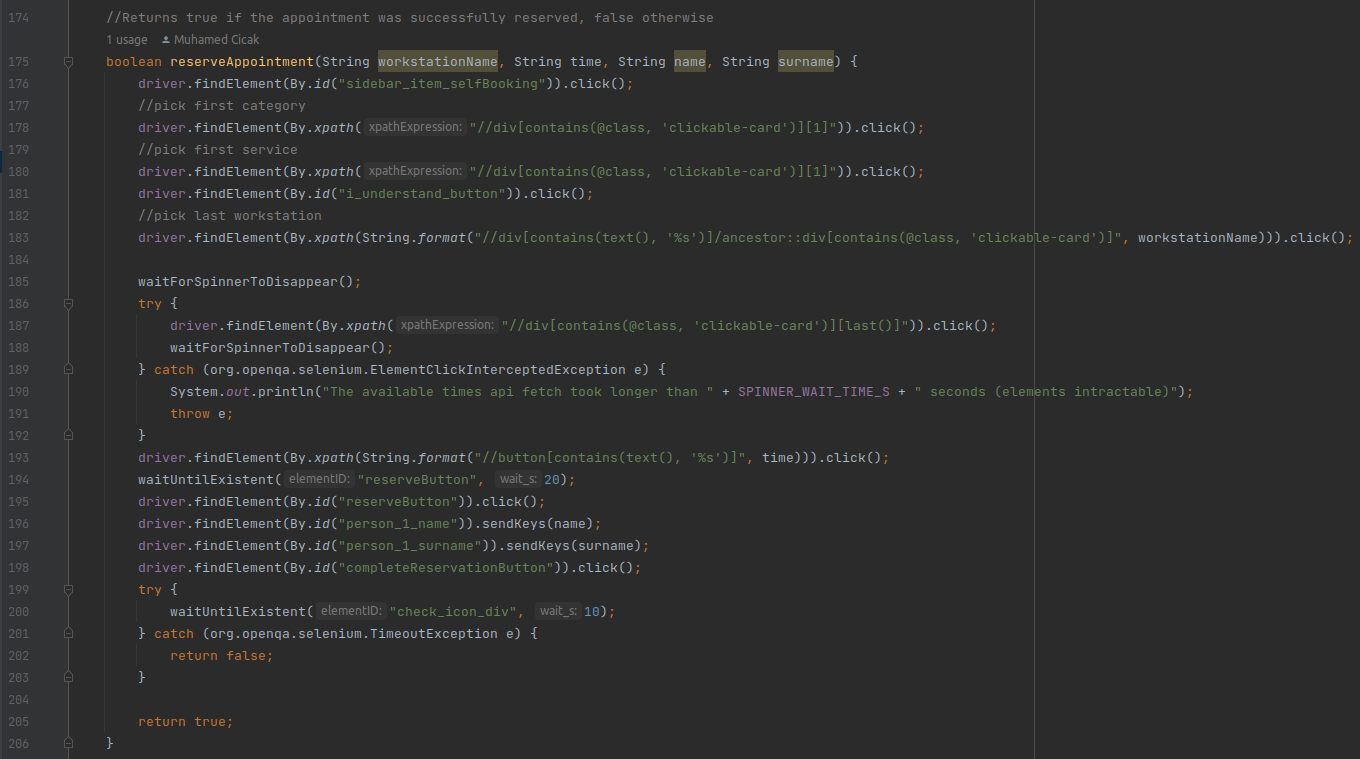 174 //Returns true if the appointment was successfully reserved, false otherwise
1 usage Muhamed Cicak
175 boolean reserveAppointment(String workstationName, String time, String name, String surname) {
176 driver.findElement(By.id("sidebar_item_selfBooking")).click();
177 //pick first category
178 driver.findElement(By.xpath( xpathExpression: "//div[contains(@class, 'clickable-card')][1]")).click();
179 //pick first service
180 driver.findElement(By.xpath( xpathExpression: "//div[contains(@class, 'clickable-card')][1]")).click();
181 driver.findElement(By.id("i_understand_button")).click();
182 //pick last workstation
183 driver.findElement(By.xpath(String.format("//div[contains(text(), '%s')]/ancestor::div[contains(@class, 'clickable-card')]", workstationName))).click();
184
185 waitForSpinnerToDisappear();
186 try {
187 driver.findElement(By.xpath( xpathExpression: "//div[contains(@class, 'clickable-card')][last()]")).click();
188 waitForSpinnerToDisappear();
189 } catch (org.openqa.selenium.ElementClickInterceptedException e) {
190 System.out.println("The available times api fetch took longer than " + SPINNER_WAIT_TIME_S + " seconds (elements intractable)");
191 throw e;
192 }
193 driver.findElement(By.xpath(String.format("//button[contains(text(), '%s')]", time))).click();
194 waitUntilExistent( elementID: "reserveButton", wait_s: 20);
195 driver.findElement(By.id("reserveButton")).click();
196 driver.findElement(By.id("person_1_name")).sendKeys(name);
197 driver.findElement(By.id("person_1_surname")).sendKeys(surname);
198 driver.findElement(By.id("completeReservationButton")).click();
199 try {
200 waitUntilExistent( elementID: "check_icon_div", wait_s: 10);
201 } catch (org.openqa.selenium.TimeoutException e) {
202 return false;
203 }
204
205 return true;
206 }